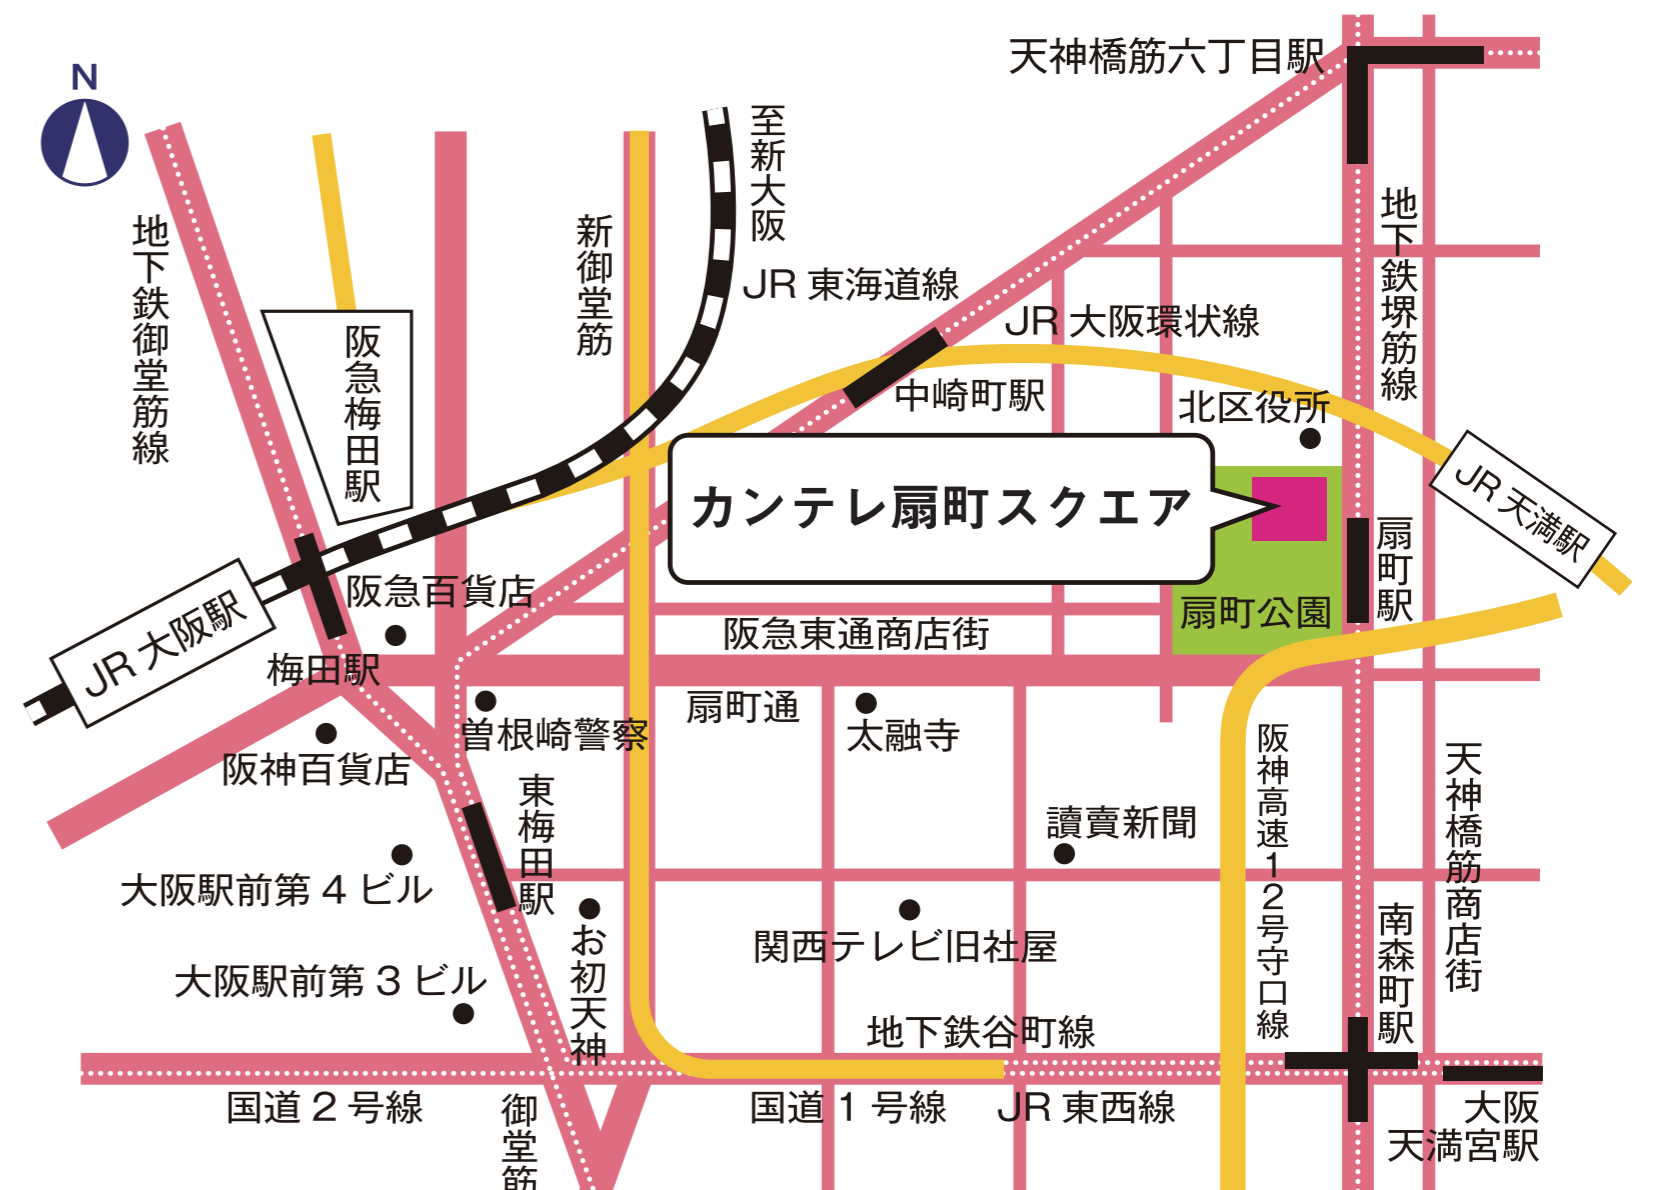 N
天神橋筋六丁目駅
至新大阪
地下鉄御堂筋線
新御堂筋
地下鉄堺筋線
JR 東海道線
JR 大阪環状線
阪急梅田駅
中崎町駅
北区役所
カンテレ扇町スクエア
JR 天満駅
扇町駅
阪急百貨店
JR 大阪駅
扇町公園
阪急東通商店街
梅田駅
曽根崎警察
扇町通
太融寺
阪神百貨店
阪神高速12号守口線
天神橋筋商店街
東梅田駅
讀賣新聞
大阪駅前第 4 ビル
お初天神
関西テレビ旧社屋
南森町駅
大阪駅前第 3 ビル
地下鉄谷町線
国道 2 号線
御堂筋
国道 1 号線
JR 東西線
大阪
天満宮駅